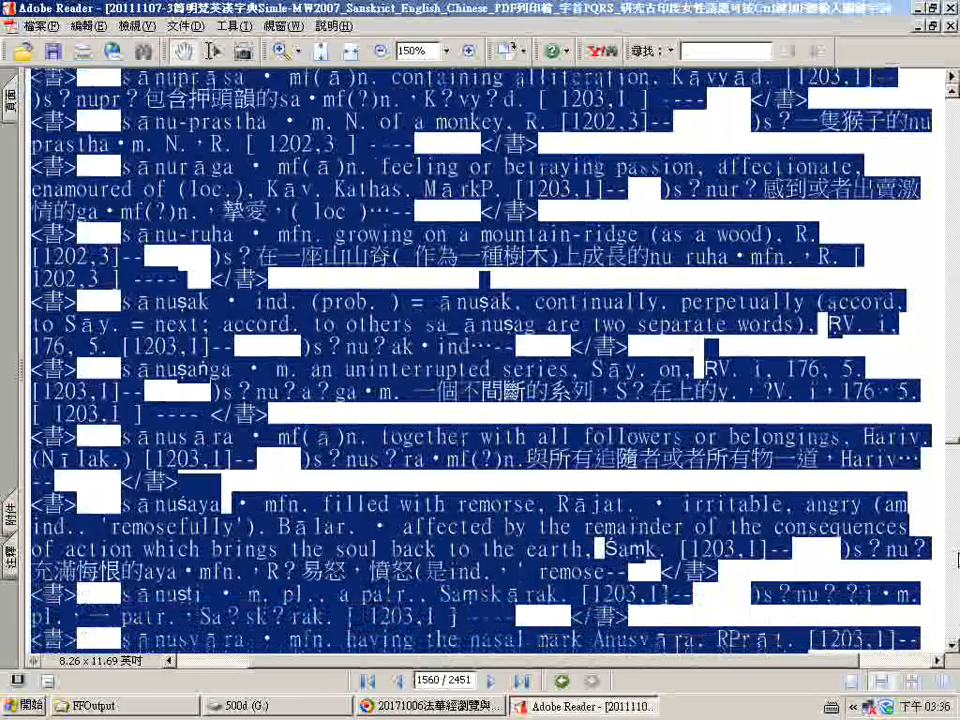 Adobe Reader - [20111107-3簡明梵英漢字典Simle-MW2007_Sanskrit_English_Chinese_PDF列印輸_字首PQRS_研究古印度女性話題可按Ctrl鍵加F鍵輸入關鍵字
檔案(F) 編輯(E) 檢視(V) 文件(D) 工具(T) 視窗(W) 說明(H)
150% 尋找：
頁面
<書> sānuprāsa • mf(ā)n. containing alliteration, Kāvyâd. [1203,1]--
)s？nupr？包含押頭韻的sa•mf(?)n.，K？vy？d. [ 1203,1 ] ---- </書>
<書> sānu-prastha • m. N. of a monkey, R. [1202,3]-- )s？一隻猴子的nu
prastha•m. N.，R. [ 1202,3 ] ---- </書>
<書> sānurāga • mf(ā)n. feeling or betraying passion, affectionate,
enamoured of (loc.), Kāv. Kathas. MārkP. [1203,1]-- )s？nur？感到或者出賣激
情的ga•mf(?)n.，摯愛，( loc )…-- </書>
<書> sānu-ruha • mfn. growing on a mountain-ridge (as a wood), R.
[1202,3]-- )s？在一座山山脊( 作為一種樹木)上成長的nu ruha•mfn.，R. [
1202,3 ] ---- </書>
<書> sānuṣak • ind. (prob. ) = ānuṣak, continually. perpetually (accord,
to Sāy. = next; accord. to others sa_ānuṣag are two separate words), ṚV. i,
176, 5. [1203,1]-- )s？nu？ak•ind…-- </書>
<書> sānuṣaṅga • m. an uninterrupted series, Sāy. on, ṚV. i, 176, 5.
[1203,1]-- )s？nu？a？ga•m. 一個不間斷的系列，S？在上的y.，?V. i，176、5.
[ 1203,1 ] ---- </書>
<書> sānusāra • mf(ā)n. together with all followers or belongings, Hariv.
(Nīlak.) [1203,1]-- )s？nus？ra•mf(?)n.與所有追隨者或者所有物一道，Hariv…
-- </書>
<書> sānuśaya • mfn. filled with remorse, Rājat. • irritable, angry (am
ind.. 'remosefully'). Bālar • affected by the remainder of the consequences
of action which brings the soul back to the earth, Śaṃk. [1203,1]-- )s？nu？
充滿悔恨的aya•mfn.，R？易怒，憤怒(是ind.，' remose-- </書>
<書> sānuṣṭi • m. pl.. a patr. Saṃskārak. [1203,1]-- )s？nu？？i•m.
pl. 一 patr. Sa？sk？rak. [ 1203,1 ] ---- </書>
<書> sānusvāra • mfn. having the nasal mark Anusvāra. RPrāt. [1203,1]--
附件
注釋
8.26 x 11.69 英吋
1560 / 2451
開始 FFOutput 500d (G:) 20171006法華經瀏覽與... Adobe Reader - [2011110... 下午 03:36